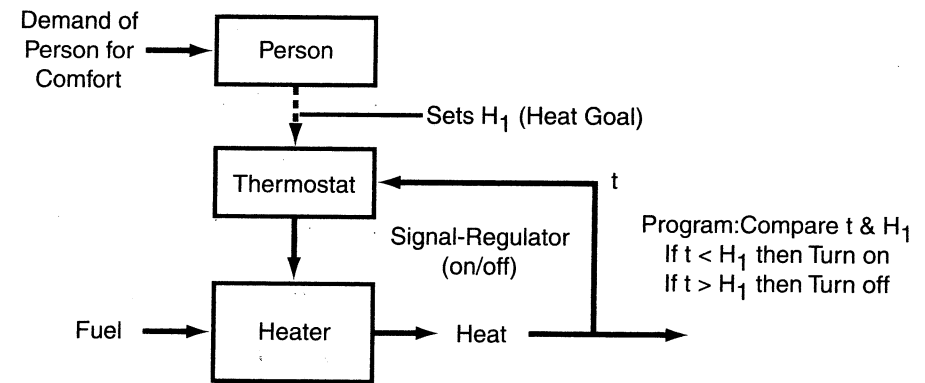 Demand of
Person for
Comfort
Person
Sets H₁ (Heat Goal)
Thermostat
t
Signal-Regulator
(on/off)
Program:Compare t & H₁
If t < H₁ then Turn on
If t > H₁ then Turn off
Fuel
Heater
Heat